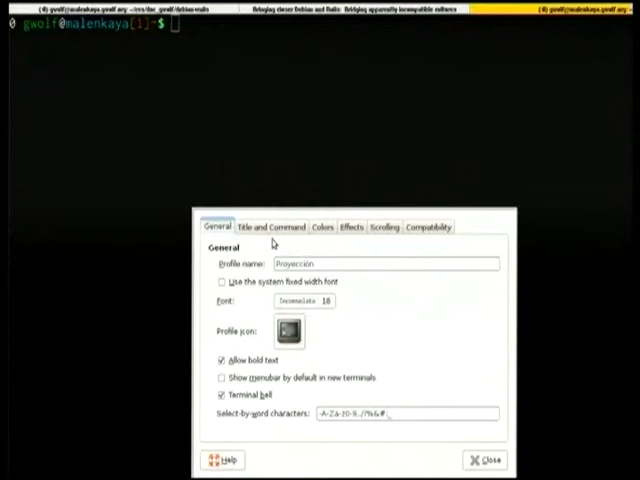 Bringing closer Debian and Rails: Bridging apparently incompatible cultures
0 gwolf@malenkaya[1]~$
General Title and Command Colors Effects Scrolling Compatibility
General
Profile name: Proyección
Use the system fixed width font
Font: Inconsolata 18
Profile icon:
Allow bold text
Show menubar by default in new terminals
Terminal bell
Select-by-word characters:
Help Close